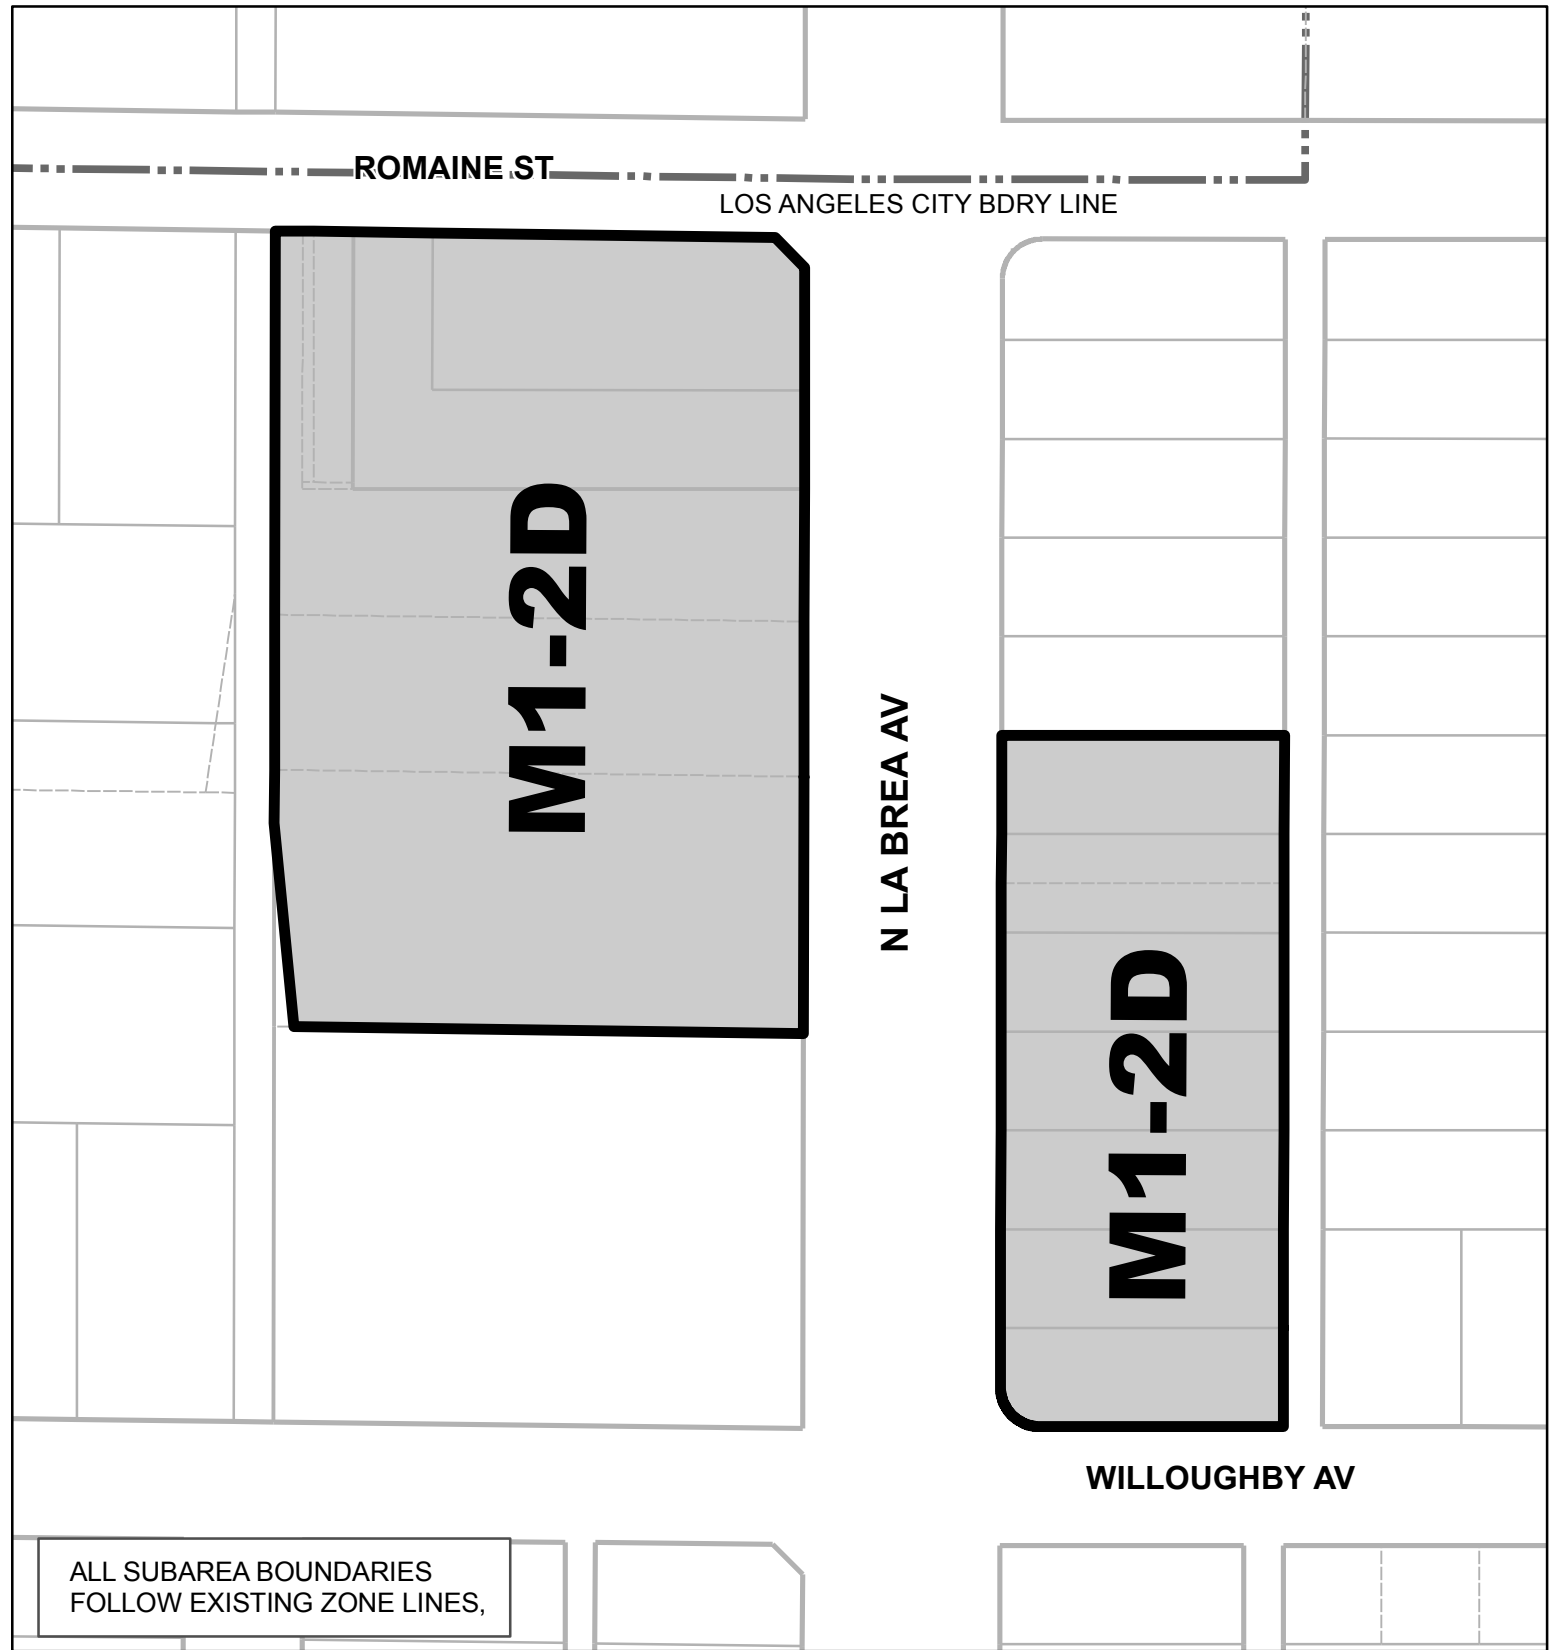 ROMAINE ST
LOS ANGELES CITY BDRY LINE
M1-2D
N LA BREA AV
M1-2D
WILLOUGHBY AV
ALL SUBAREA BOUNDARIES
FOLLOW EXISTING ZONE LINES,